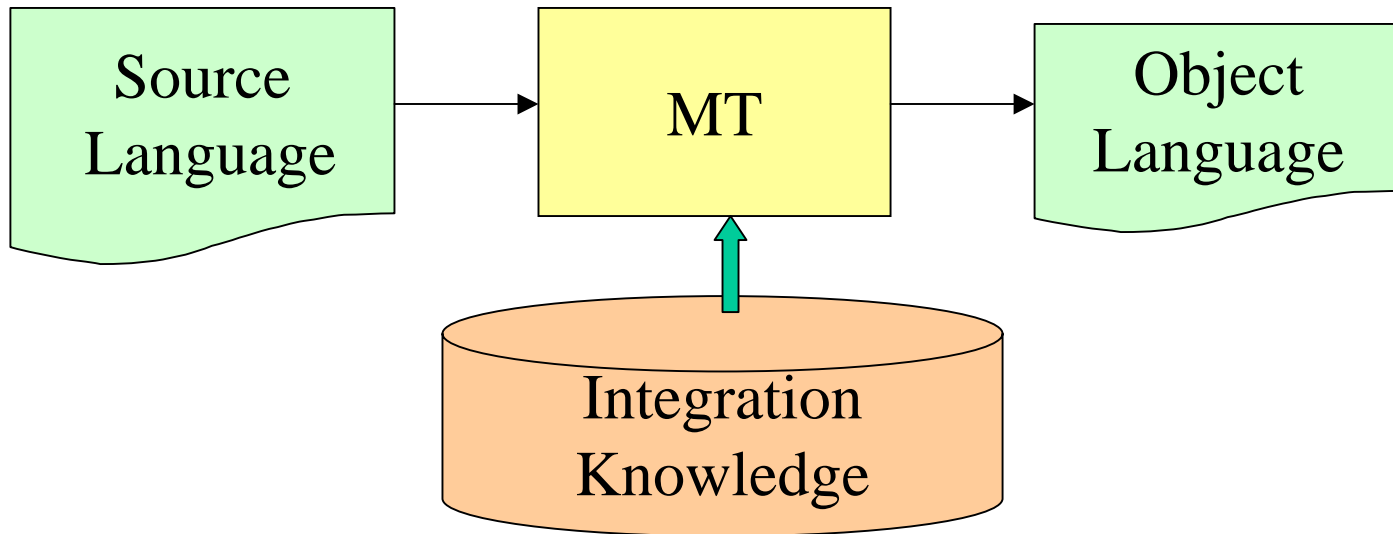 Source
Language
MT
Object
Language
Integration
Knowledge